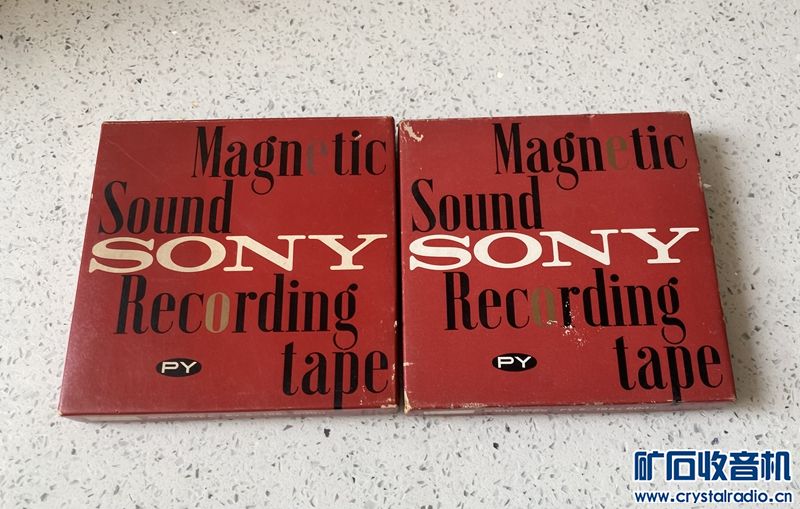 Magnetic
Sound
SONY
Recording
tape
PY
Magnetic
Sound
SONY
Recording
tape
PY
矿石收音机
www.crystalradio.cn